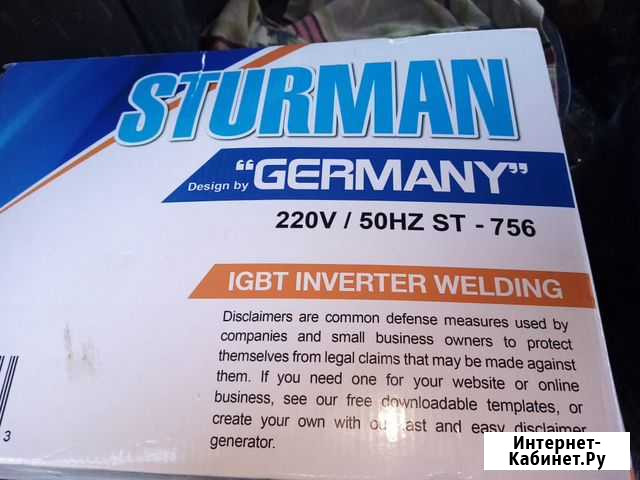 STURMAN
Design by "GERMANY"
220V / 50HZ ST - 756
IGBT INVERTER WELDING
Disclaimers are common defense measures used by
companies and small business owners to protect
themselves from legal claims that may be made against
them. If you need one for your website or online
business, see our free downloadable templates, or
create your own with our fast and easy disclaimer
generator.
3
Интернет-
Кабинет.Ру